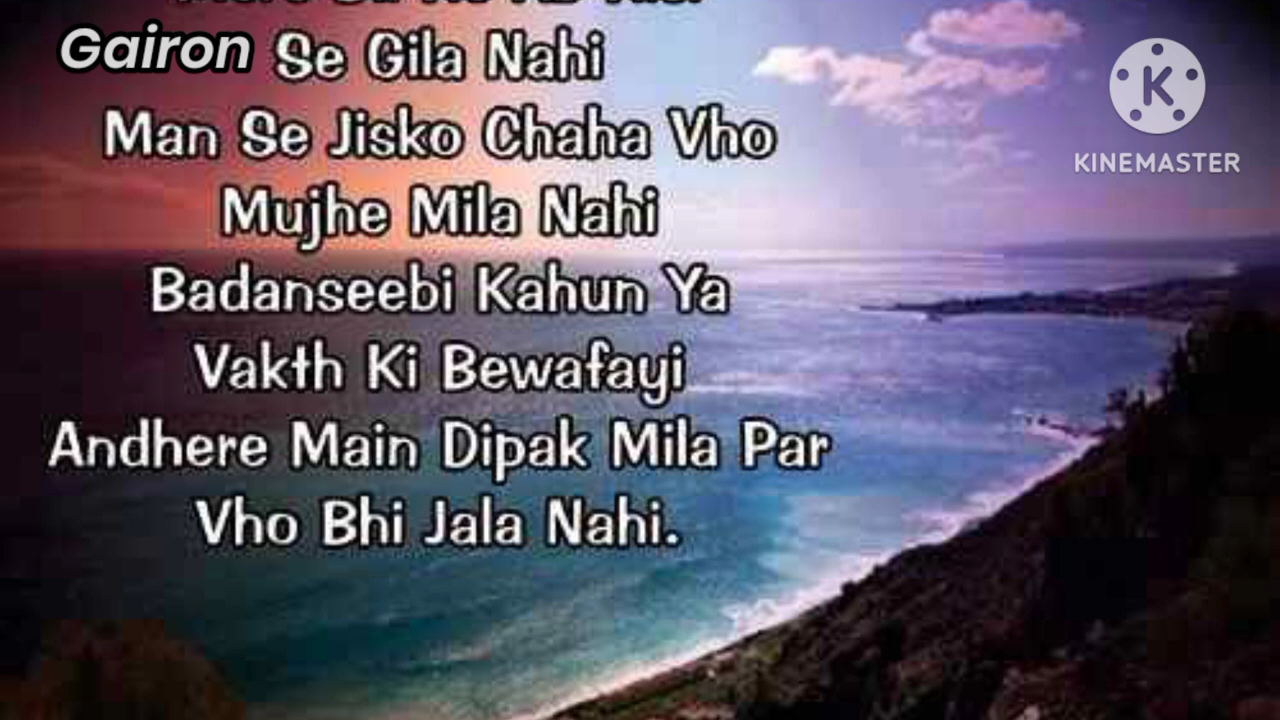 Gairon Se Gila Nahi
Man Se Jisko Chaha Vho
Mujhe Mila Nahi
Badanseebi Kahun Ya
Vakth Ki Bewafayi
Andhere Main Dipak Mila Par
Vho Bhi Jala Nahi.
K
KINEMASTER